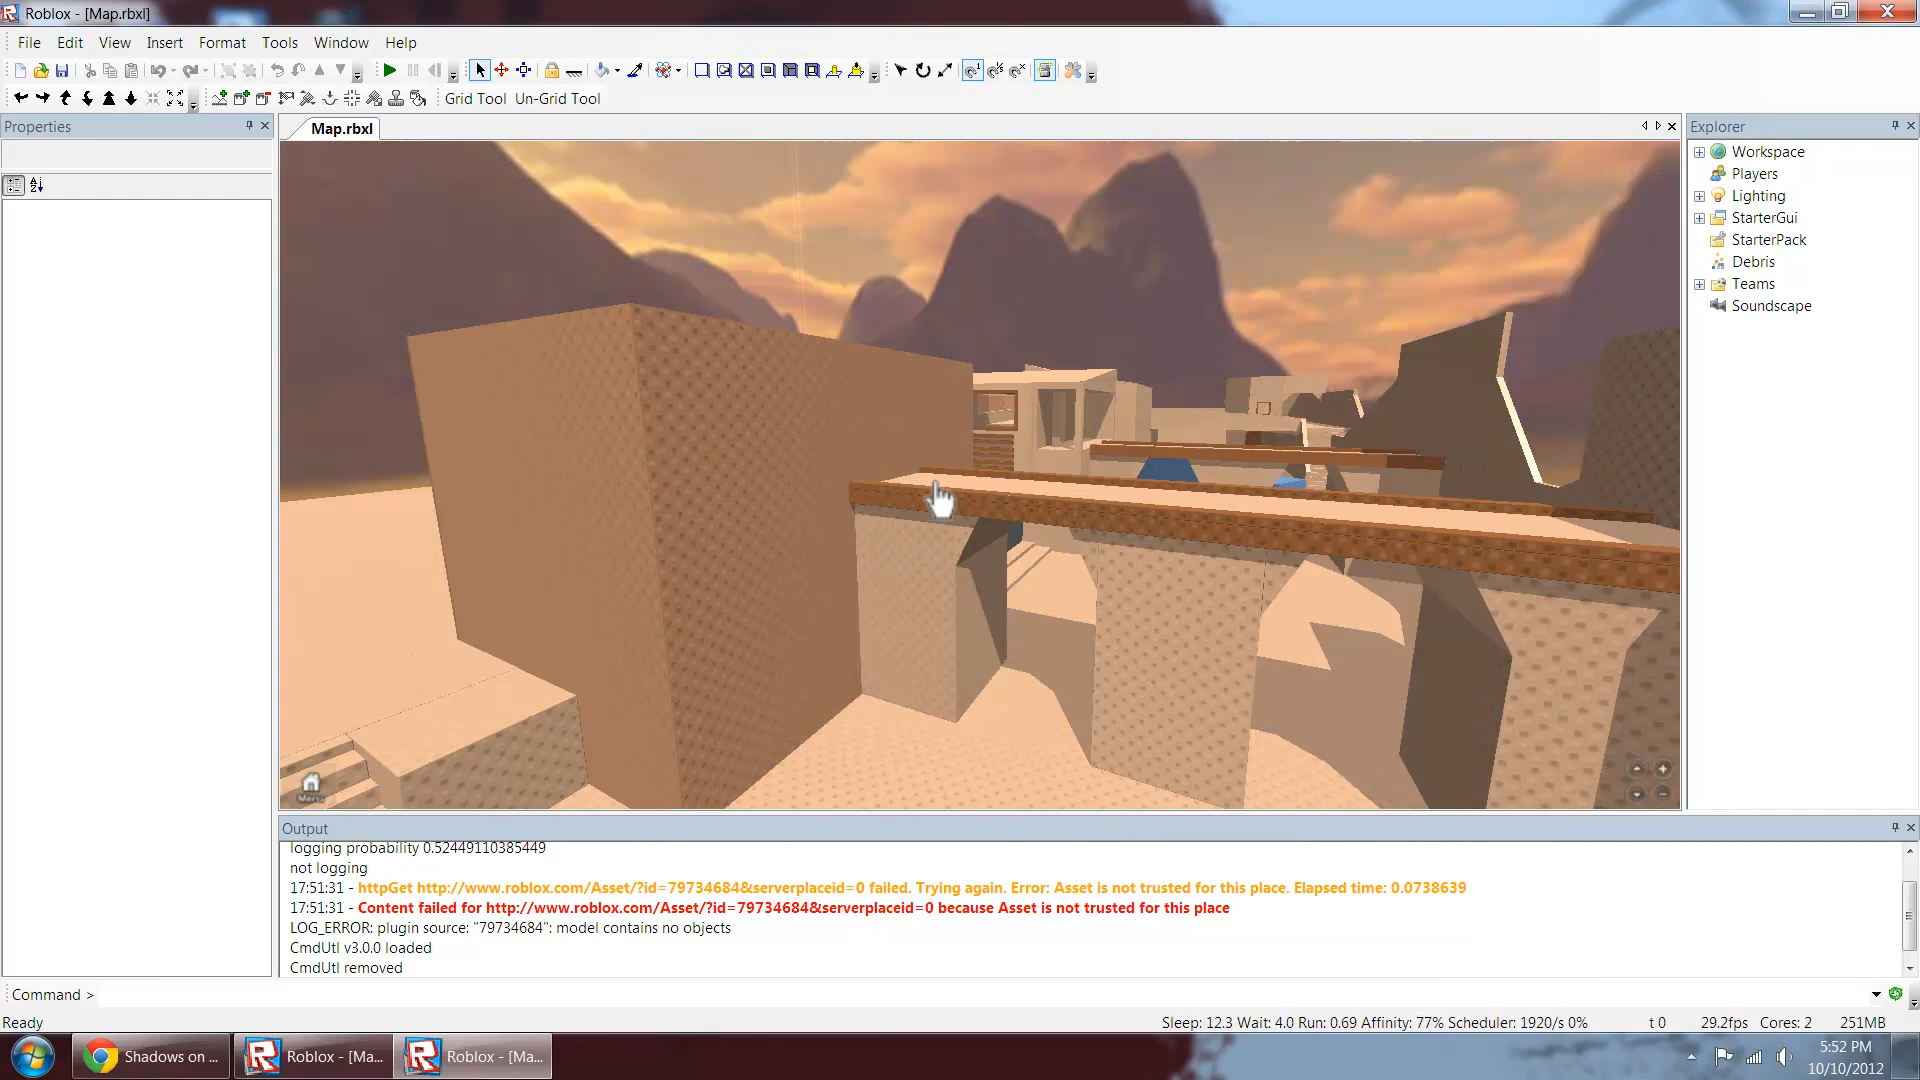 Roblox - [Map.rbxl]
File Edit View Insert Format Tools Window Help
Grid Tool Un-Grid Tool
Properties
Map.rbxl
Explorer
Workspace
Players
Lighting
StarterGui
StarterPack
Debris
Teams
Soundscape
Menu
Output
logging probability 0.52449110385449
not logging
17:51:31 - httpGet http://www.roblox.com/Asset/?id=79734684&serverplaceid=0 failed. Trying again. Error: Asset is not trusted for this place. Elapsed time: 0.0738639
17:51:31 - Content failed for http://www.roblox.com/Asset/?id=79734684&serverplaceid=0 because Asset is not trusted for this place
LOG_ERROR: plugin source: "79734684": model contains no objects
CmdUtl v3.0.0 loaded
CmdUtl removed
Command >
Ready
Sleep: 12.3 Wait: 4.0 Run: 0.69 Affinity: 77% Scheduler: 1920/s 0% t 0 29.2fps Cores: 2 251MB
Shadows on ...
Roblox - [Ma...
Roblox - [Ma...
5:52 PM
10/10/2012